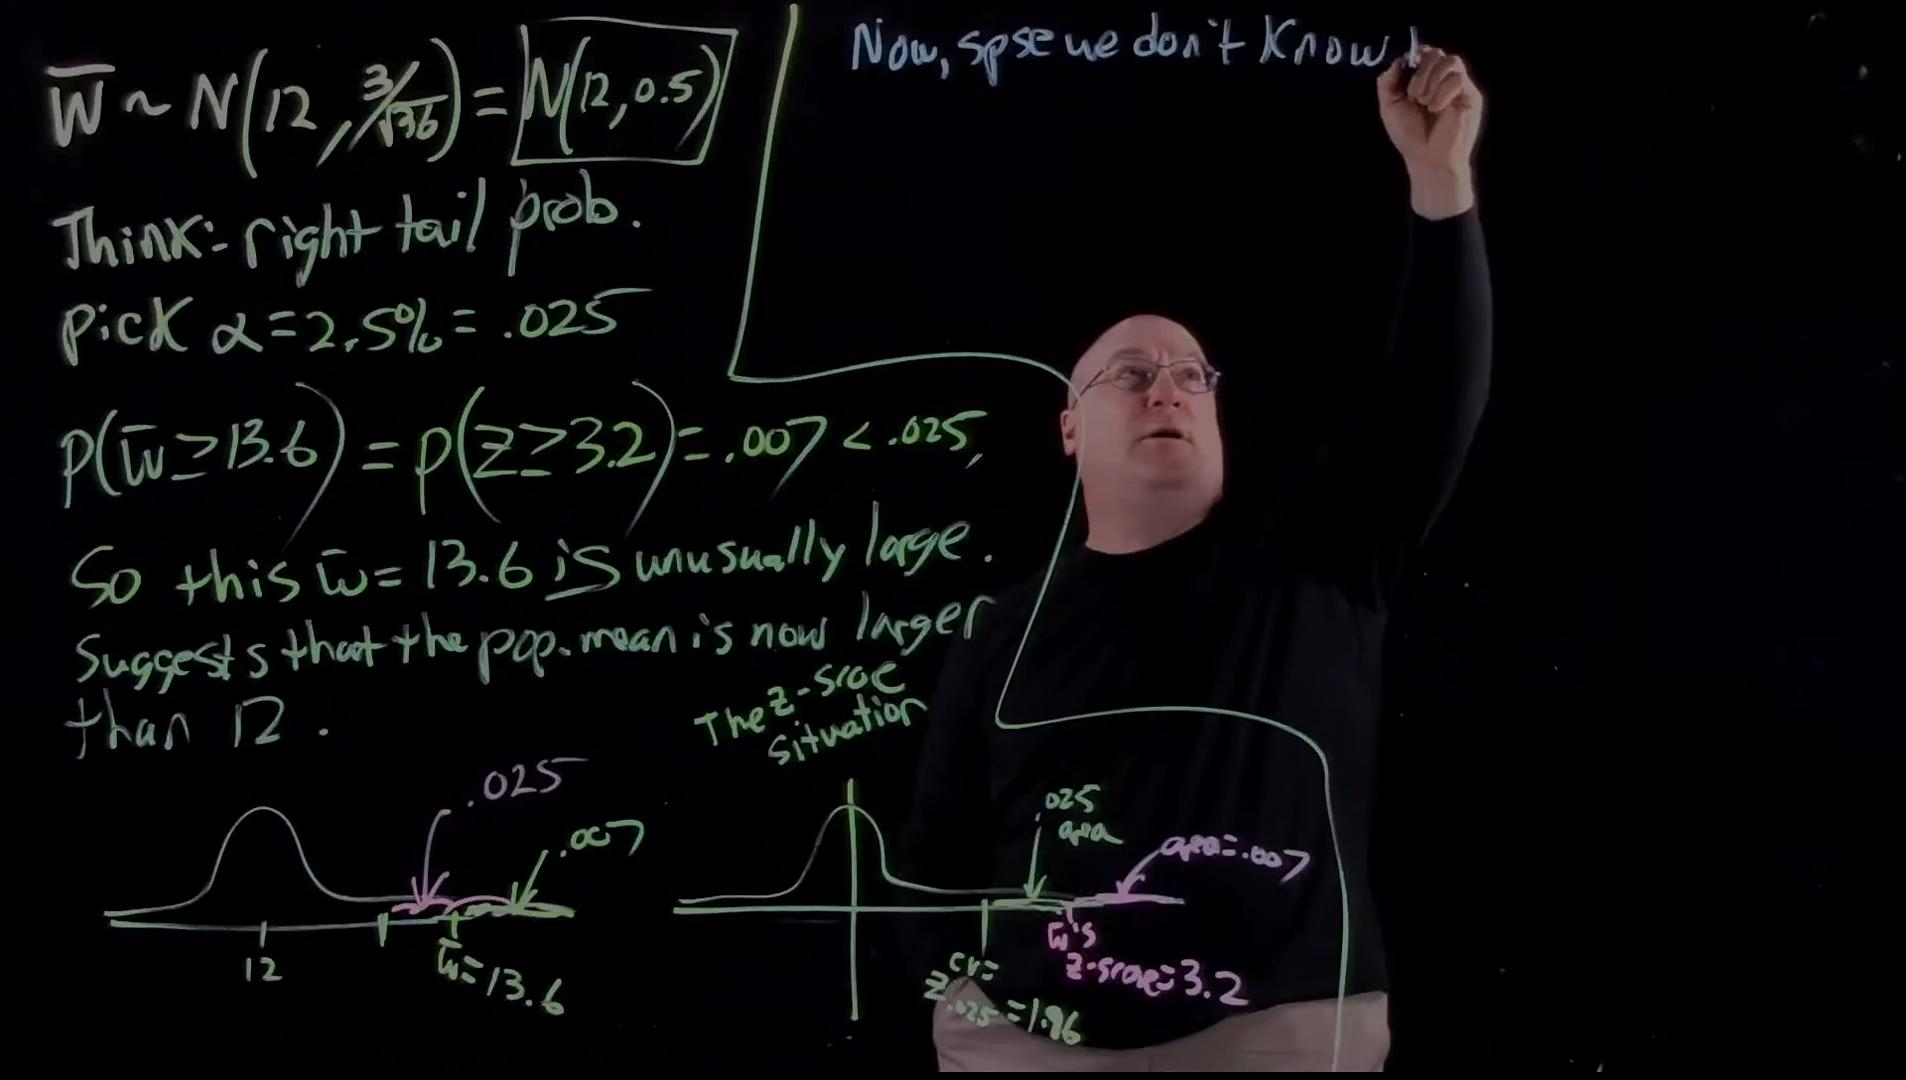 W̄ ~ N(12, 3/√36) = N(12, 0.5)
Think: right tail prob.
pick α = 2.5% = .025
P(w̄ ≥ 13.6) = P(z ≥ 3.2) = .007 < .025,
So this w̄ = 13.6 is unusually large.
Suggests that the pop. mean is now larger
than 12.
.025
.007
12
w̄ = 13.6
The z-scroe
situation
.025
area
area = .007
w̄'s
z-score = 3.2
cv =
z.025 = 1.96
Now, spse we don't know